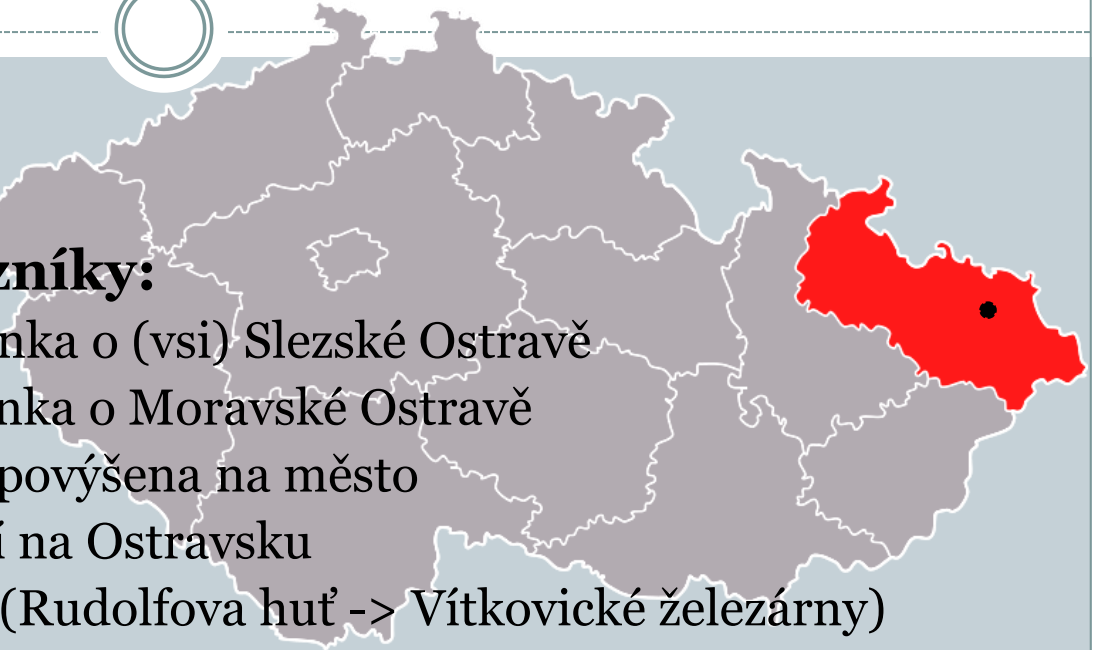 zníky:
nka o (vsi) Slezské Ostravě
nka o Moravské Ostravě
povýšena na město
í na Ostravsku
(Rudolfova huť -> Vítkovické železárny)